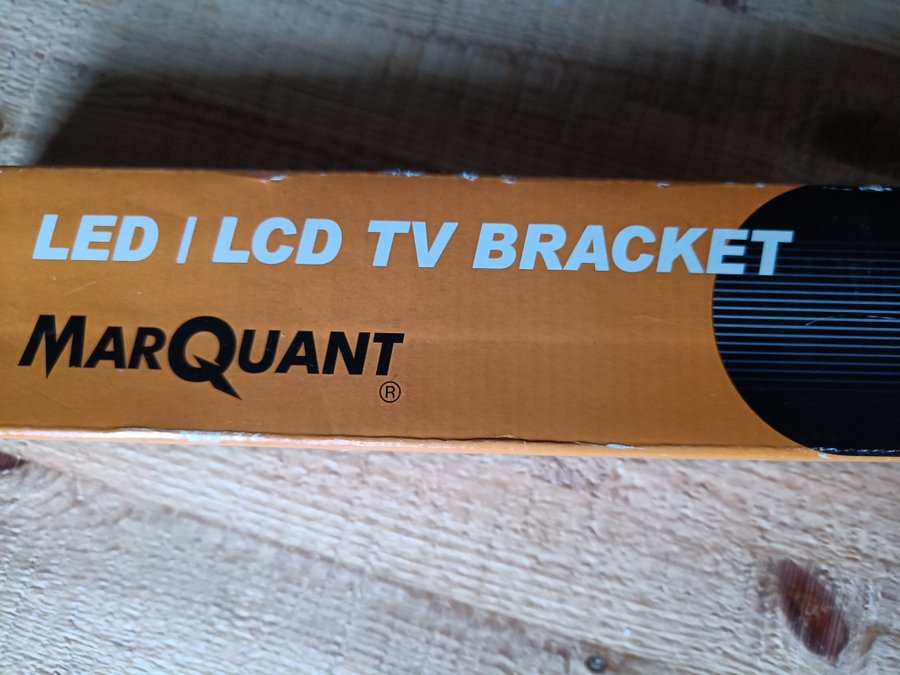 LED / LCD TV BRACKET
MARQUANT
®